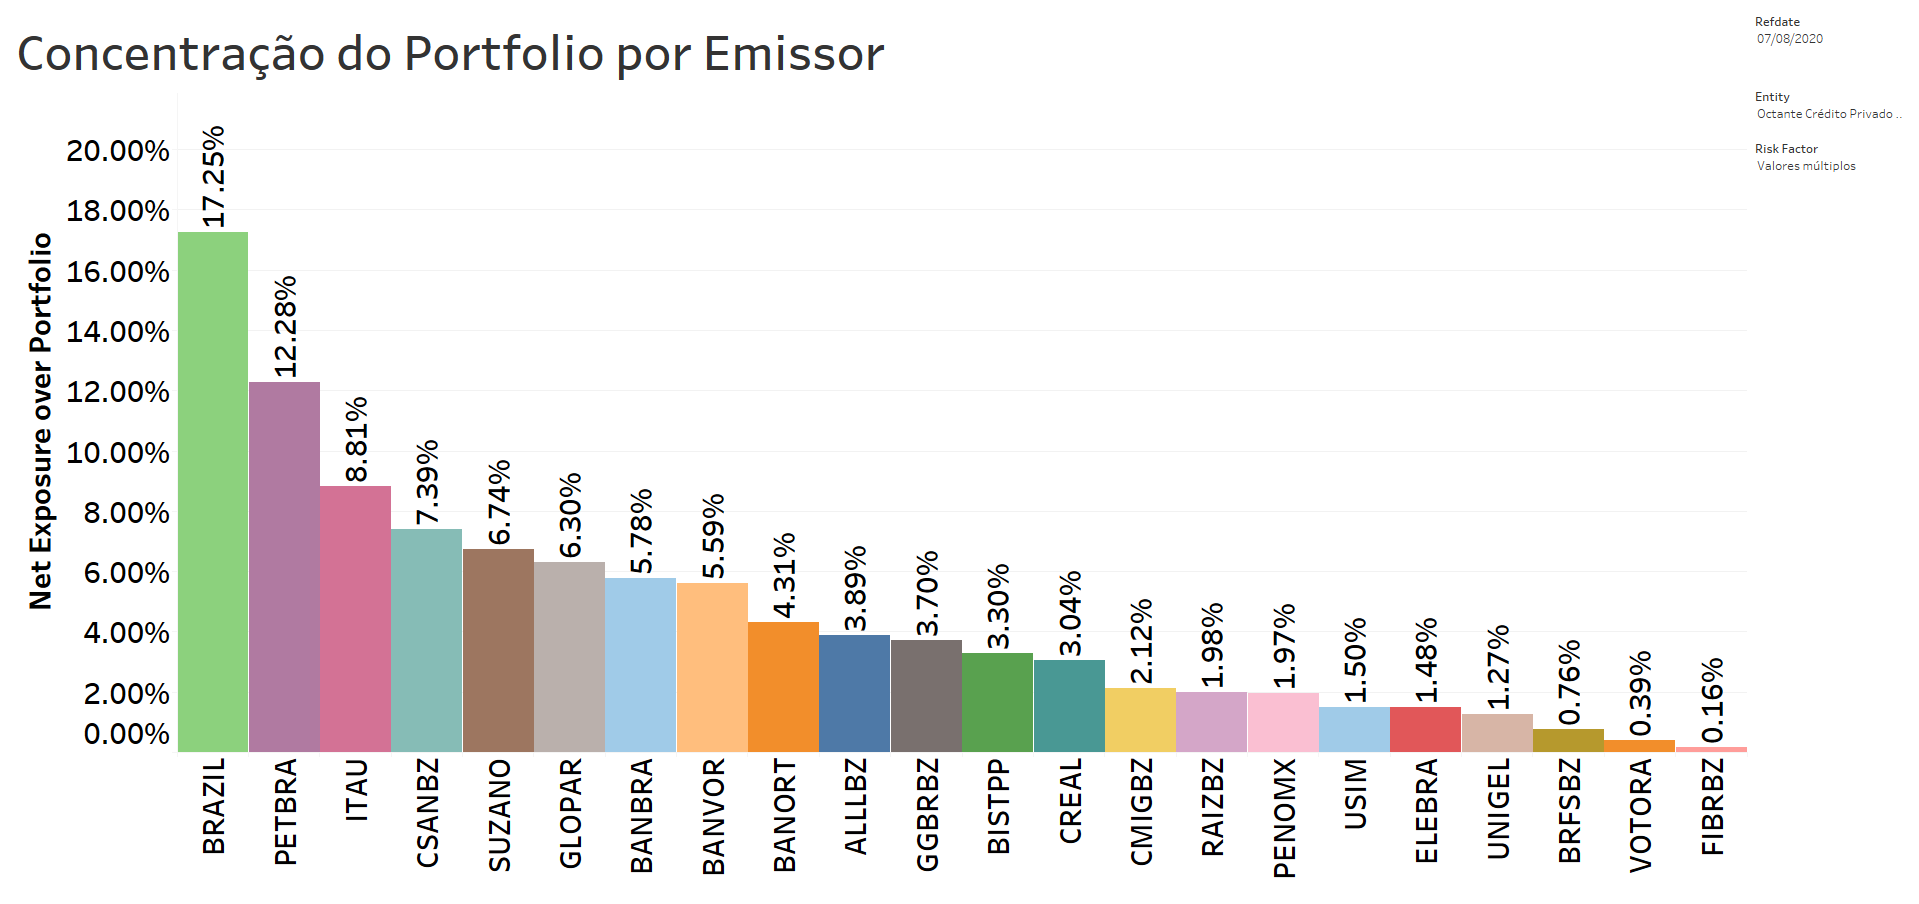 Concentração do Portfolio por Emissor
Refdate
07/08/2020
Entity
Octante Crédito Privado ..
Risk Factor
Valores múltiplos
Net Exposure over Portfolio
20.00%
18.00%
16.00%
14.00%
12.00%
10.00%
8.00%
6.00%
4.00%
2.00%
0.00%
17.25%
12.28%
8.81%
7.39%
6.74%
6.30%
5.78%
5.59%
4.31%
3.89%
3.70%
3.30%
3.04%
2.12%
1.98%
1.97%
1.50%
1.48%
1.27%
0.76%
0.39%
0.16%
BRAZIL
PETBRA
ITAU
CSANBZ
SUZANO
GLOPAR
BANBRA
BANVOR
BANORT
ALLLBZ
GGBRBZ
BISTPP
CREAL
CMIGBZ
RAIZBZ
PENOMX
USIM
ELEBRA
UNIGEL
BRFSBZ
VOTORA
FIBRBZ